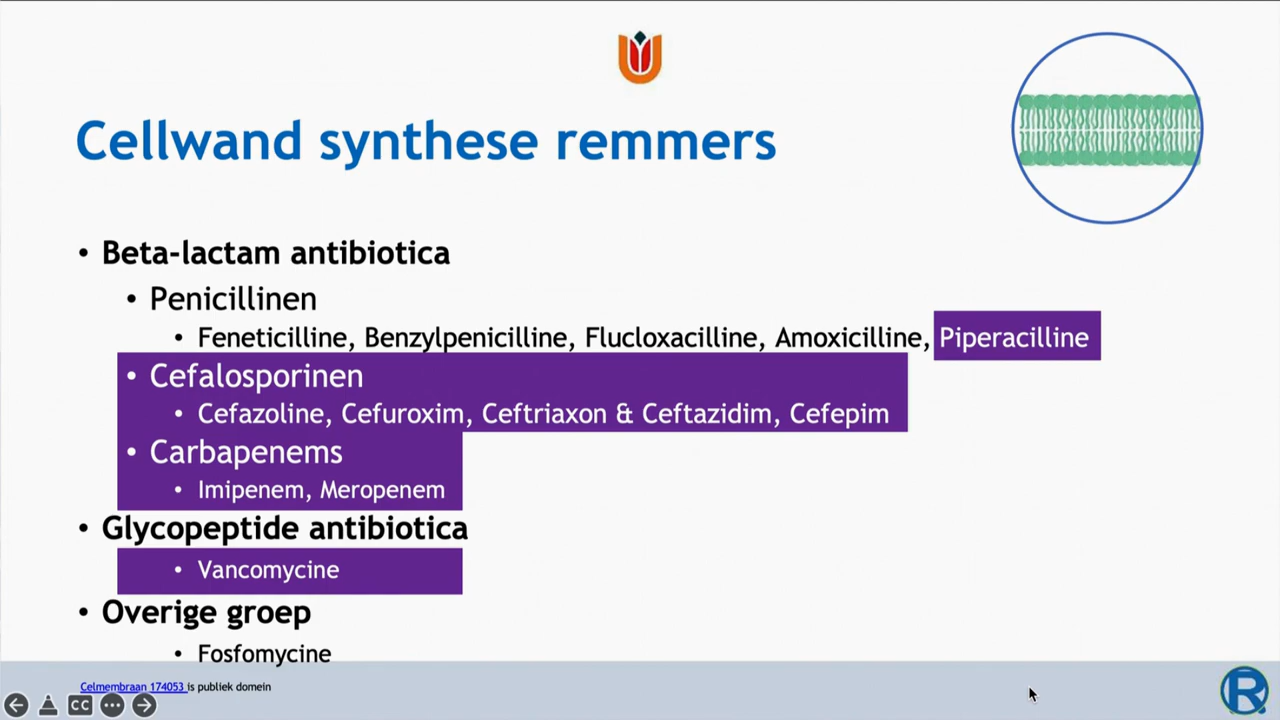 Cellwand synthese remmers
• Beta-lactam antibiotica
• Penicillinen
• Feneticilline, Benzylpenicilline, Flucloxacilline, Amoxicilline, Piperacilline
• Cefalosporinen
• Cefazoline, Cefuroxim, Ceftriaxon & Ceftazidim, Cefepim
• Carbapenems
• Imipenem, Meropenem
• Glycopeptide antibiotica
• Vancomycine
• Overige groep
• Fosfomycine
Celmembraan 174053 is publiek domein
CC
R